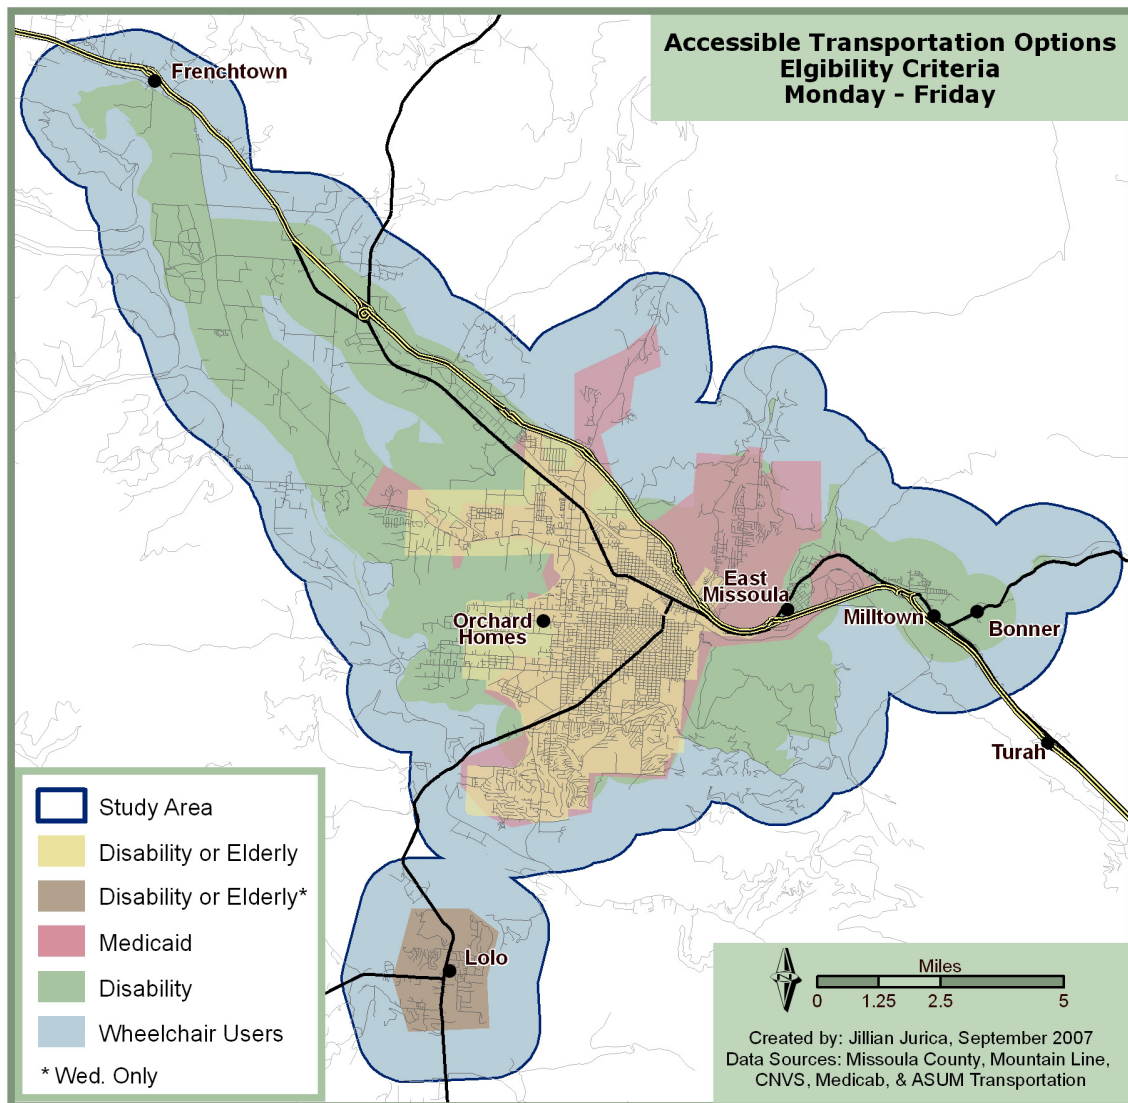 Accessible Transportation Options
Elgibility Criteria
Monday - Friday
Frenchtown
East
Missoula
Orchard
Homes
Milltown
Bonner
Turah
Lolo
Study Area
Disability or Elderly
Disability or Elderly*
Medicaid
Disability
Wheelchair Users
* Wed. Only
Miles
0 1.25 2.5 5
Created by: Jillian Jurica, September 2007
Data Sources: Missoula County, Mountain Line,
CNVS, Medicab, & ASUM Transportation